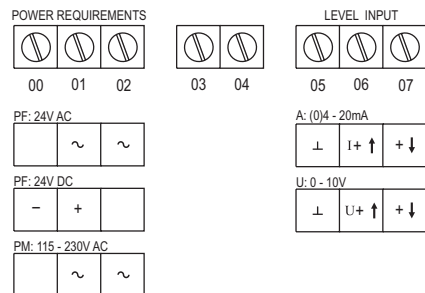 POWER REQUIREMENTS
LEVEL INPUT
00 01 02 03 04 05 06 07
PF: 24V AC
∼ ∼
A: (0)4 - 20mA
⊥ I+ ↑ + ↓
PF: 24V DC
− +
U: 0 - 10V
⊥ U+ ↑ + ↓
PM: 115 - 230V AC
∼ ∼